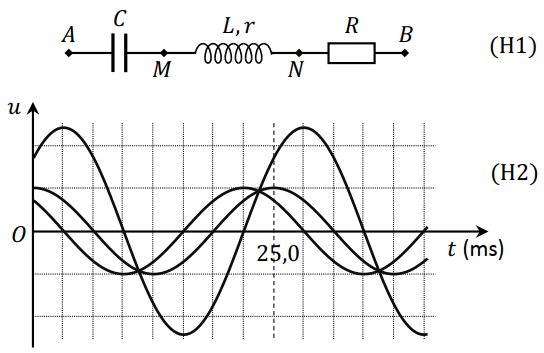 A C M L, r N R B (H1)
u (H2)
O 25,0 t (ms)